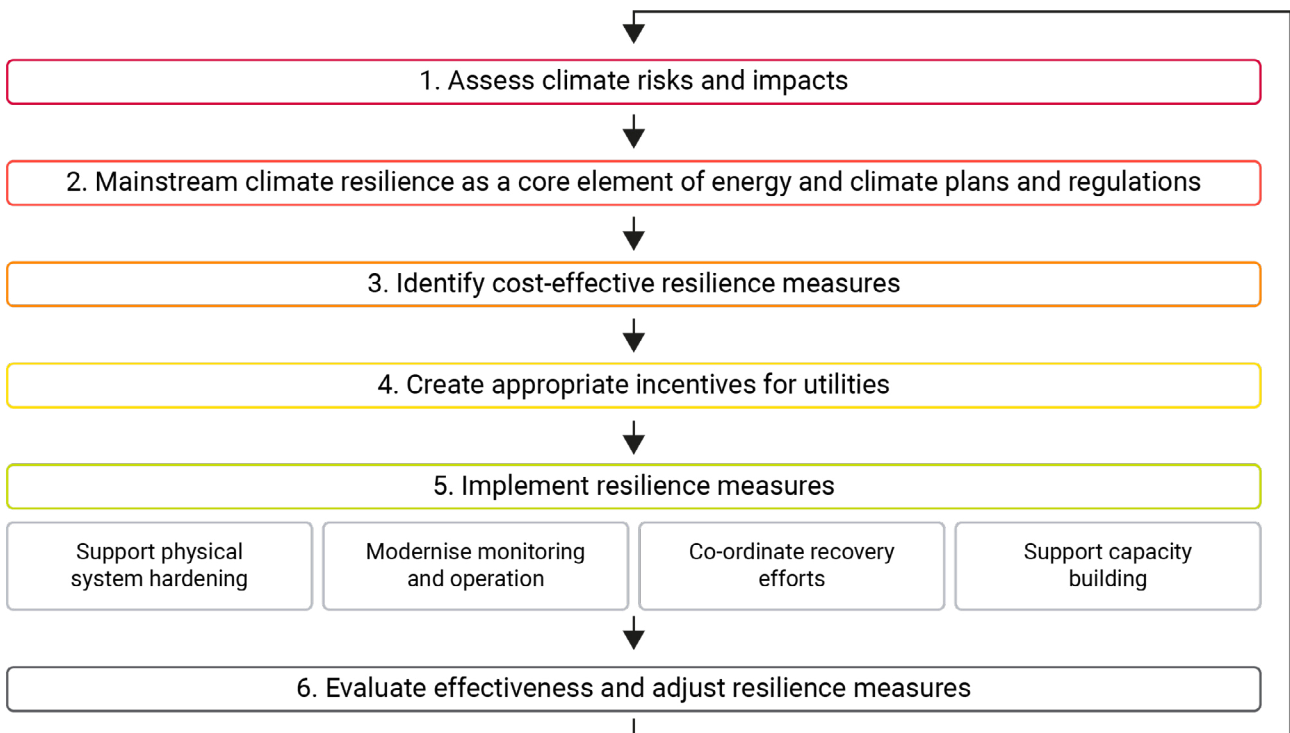 1. Assess climate risks and impacts
2. Mainstream climate resilience as a core element of energy and climate plans and regulations
3. Identify cost-effective resilience measures
4. Create appropriate incentives for utilities
5. Implement resilience measures
Support physical
system hardening
Modernise monitoring
and operation
Co-ordinate recovery
efforts
Support capacity
building
6. Evaluate effectiveness and adjust resilience measures